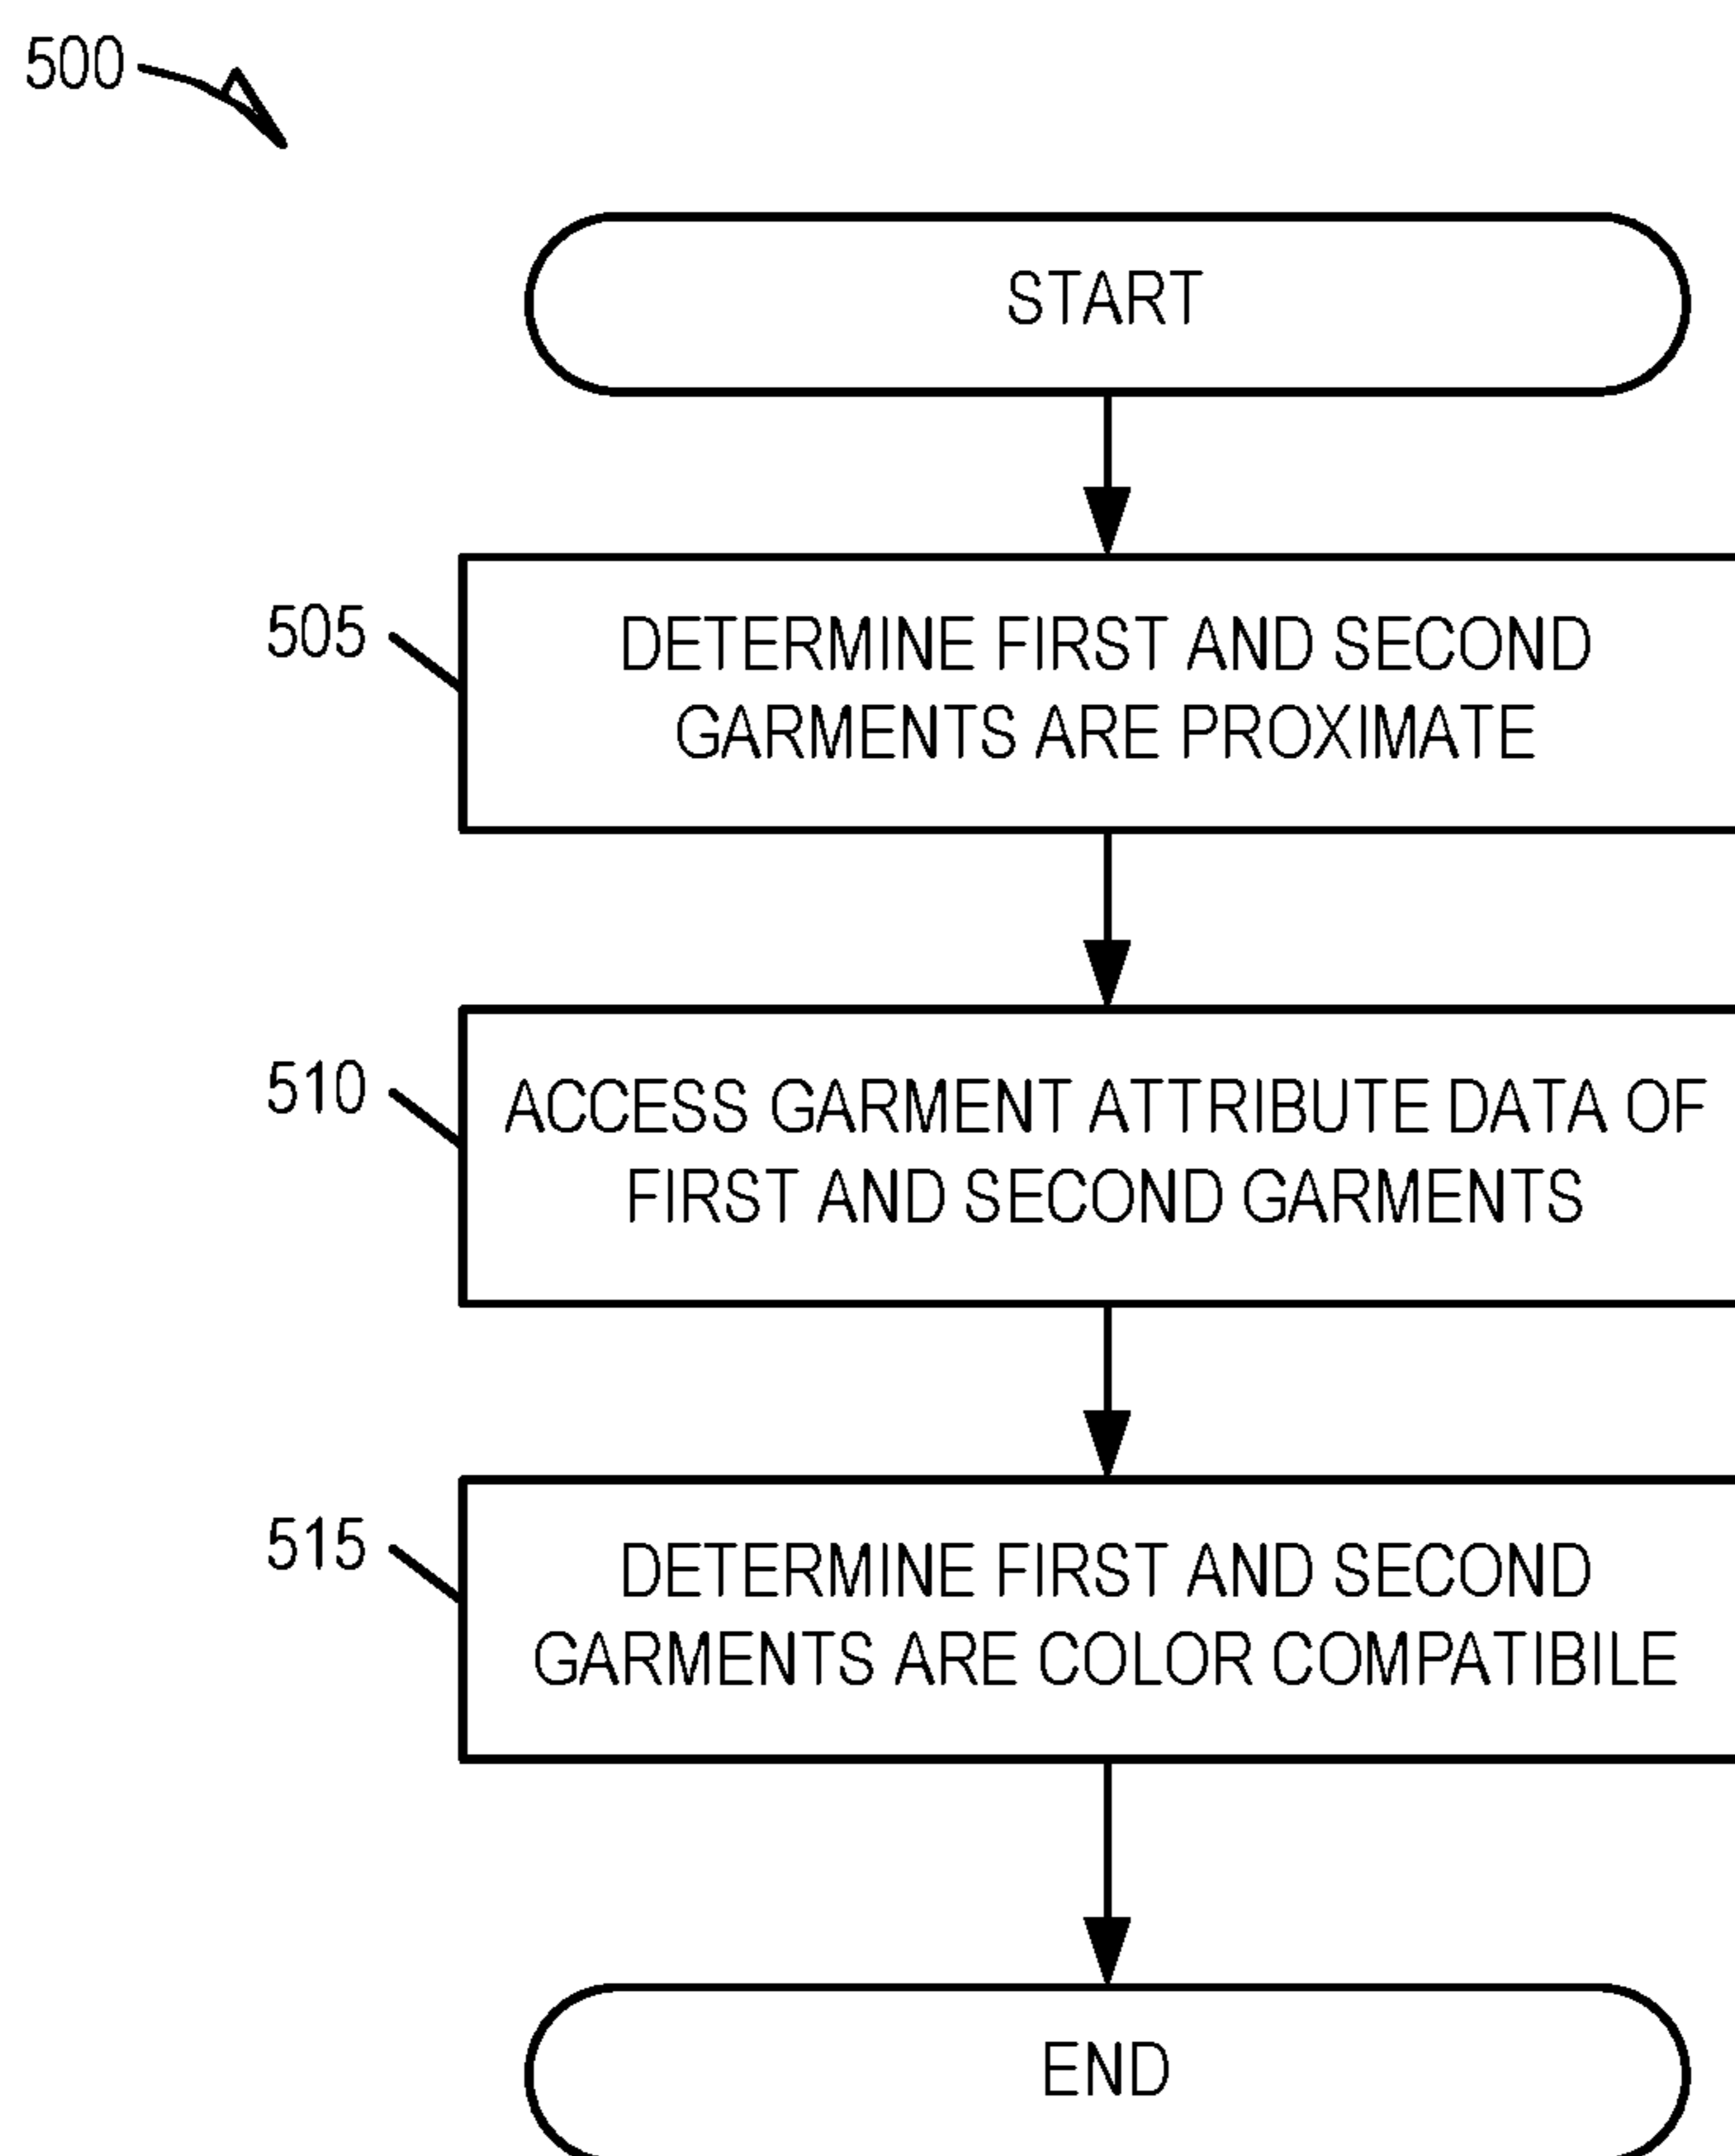 500
START
505
DETERMINE FIRST AND SECOND
GARMENTS ARE PROXIMATE
510
ACCESS GARMENT ATTRIBUTE DATA OF
FIRST AND SECOND GARMENTS
515
DETERMINE FIRST AND SECOND
GARMENTS ARE COLOR COMPATIBILE
END